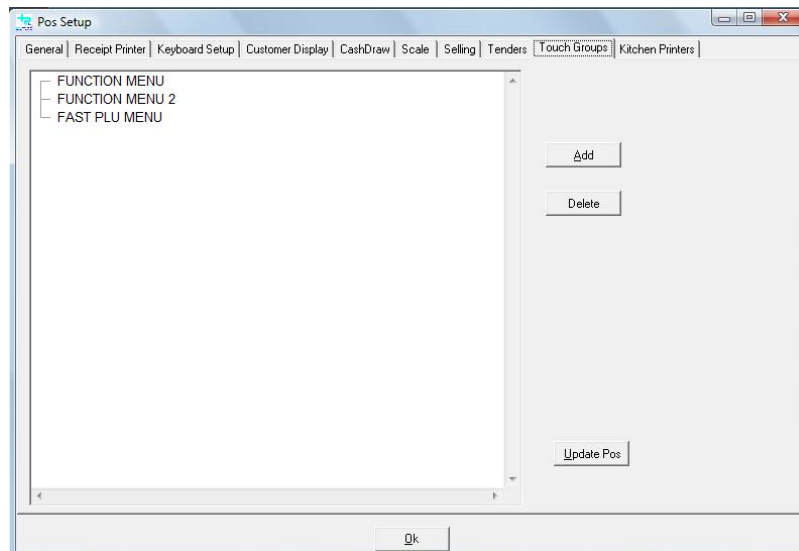 Pos Setup
General Receipt Printer Keyboard Setup Customer Display CashDraw Scale Selling Tenders Touch Groups Kitchen Printers
FUNCTION MENU
FUNCTION MENU 2
FAST PLU MENU
Add
Delete
Update Pos
Ok